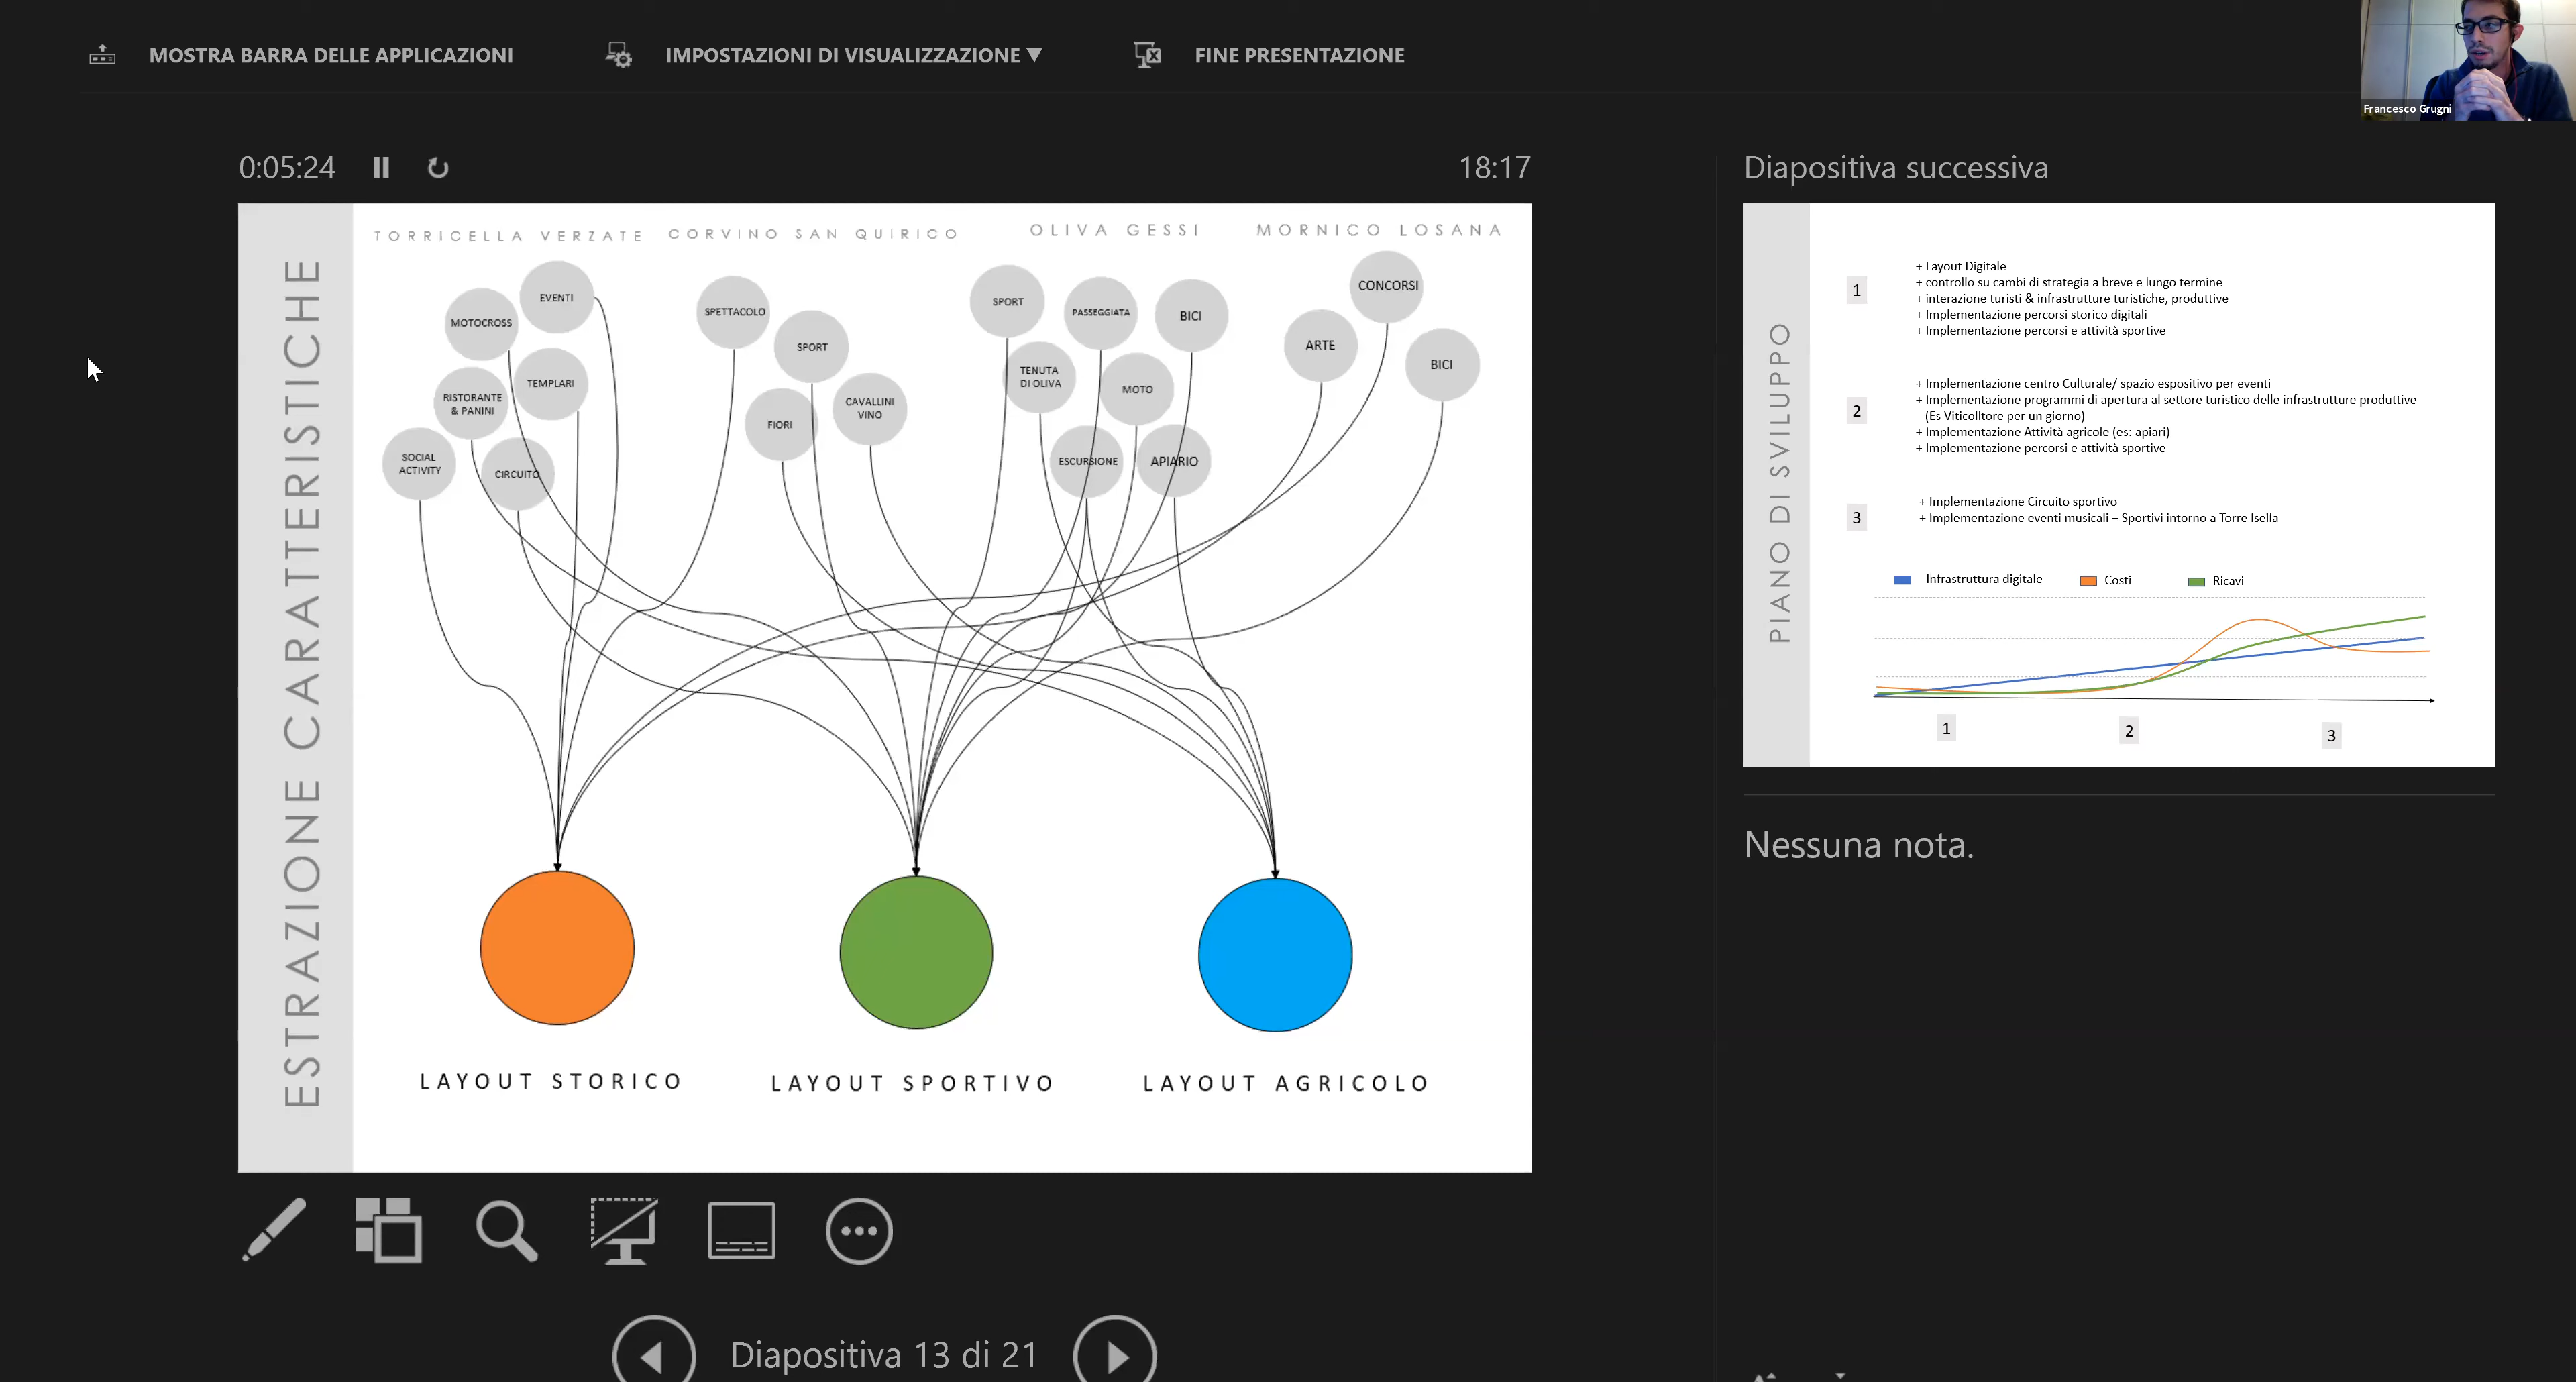 MOSTRA BARRA DELLE APPLICAZIONI
IMPOSTAZIONI DI VISUALIZZAZIONE ▼
FINE PRESENTAZIONE
Francesco Grugni
0:05:24
18:17
Diapositiva successiva
ESTRAZIONE CARATTERISTICHE
TORRICELLA VERZATE
CORVINO SAN QUIRICO
OLIVA GESSI
MORNICO LOSANA
EVENTI
MOTOCROSS
TEMPLARI
RISTORANTE
& PANINI
SOCIAL
ACTIVITY
CIRCUITO
SPETTACOLO
SPORT
FIORI
CAVALLINI
VINO
SPORT
PASSEGGIATA
BICI
TENUTA
DI OLIVA
MOTO
ESCURSIONE
APIARIO
CONCORSI
ARTE
BICI
LAYOUT STORICO
LAYOUT SPORTIVO
LAYOUT AGRICOLO
PIANO DI SVILUPPO
1
+ Layout Digitale
+ controllo su cambi di strategia a breve e lungo termine
+ interazione turisti & infrastrutture turistiche, produttive
+ Implementazione percorsi storico digitali
+ Implementazione percorsi e attività sportive
2
+ Implementazione centro Culturale/ spazio espositivo per eventi
+ Implementazione programmi di apertura al settore turistico delle infrastrutture produttive
(Es Viticolltore per un giorno)
+ Implementazione Attività agricole (es: apiari)
+ Implementazione percorsi e attività sportive
3
+ Implementazione Circuito sportivo
+ Implementazione eventi musicali – Sportivi intorno a Torre Isella
Infrastruttura digitale
Costi
Ricavi
1
2
3
Nessuna nota.
Diapositiva 13 di 21